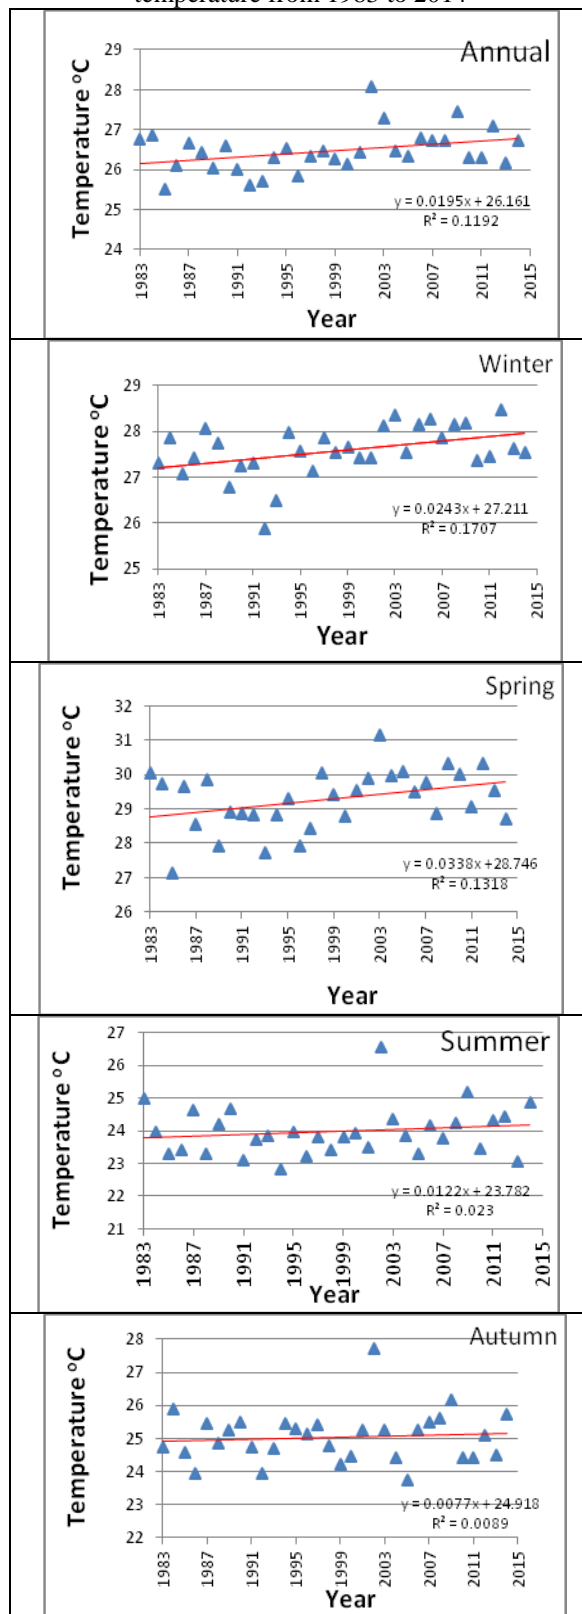 temperature from 1983 to 2014
Annual
Temperature ºC
29
28
27
26
25
24
y = 0.0195x + 26.161
R² = 0.1192
1983 1987 1991 1995 1999 2003 2007 2011 2015
Year
Winter
Temperature ºC
29
28
27
26
25
y = 0.0243x + 27.211
R² = 0.1707
1983 1987 1991 1995 1999 2003 2007 2011 2015
Year
Spring
Temperature ºC
32
31
30
29
28
27
26
y = 0.0338x +28.746
R² = 0.1318
1983 1987 1991 1995 1999 2003 2007 2011 2015
Year
Summer
Temperature ºC
27
26
25
24
23
22
21
y = 0.0122x + 23.782
R² = 0.023
1983 1987 1991 1995 1999 2003 2007 2011 2015
Year
Autumn
Temperature ºC
28
27
26
25
24
23
22
y = 0.0077x + 24.918
R² = 0.0089
1983 1987 1991 1995 1999 2003 2007 2011 2015
Year